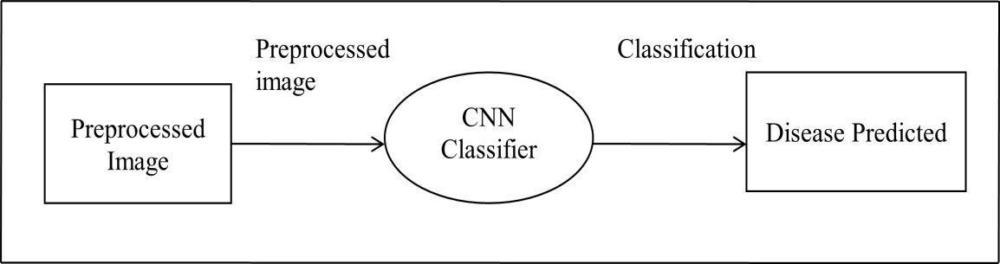 Preprocessed
image
Classification
Preprocessed
Image
CNN
Classifier
Disease Predicted